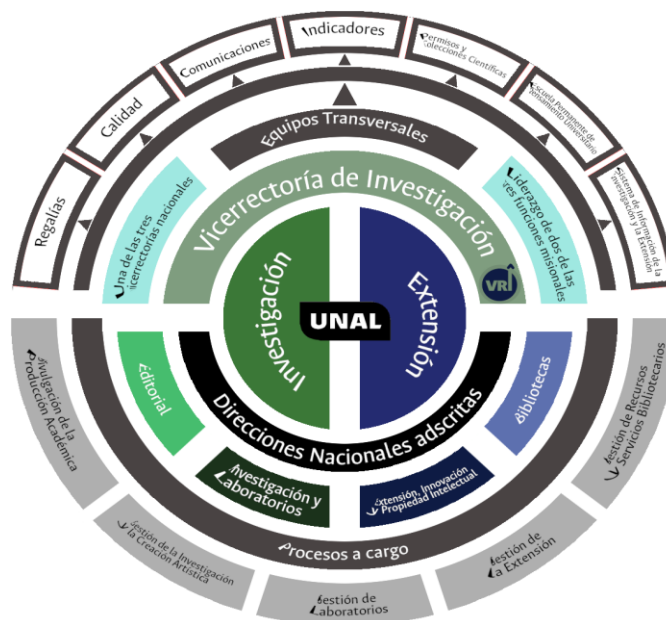 Indicadores
Comunicaciones
Permisos y
Colecciones Científicas
Calidad
Escuela Permanente de
Pensamiento Universitario
Regalías
Sistema de Información de la
Investigación y la Extensión
Equipos Transversales
Una de las tres
vicerrectorías nacionales
Vicerrectoría de Investigación
Liderazgo de dos de las
tres funciones misionales
VRI
Investigación
UNAL
Extensión
Editorial
Direcciones Nacionales adscritas
Bibliotecas
Investigación y
Laboratorios
Extensión, Innovación
y Propiedad Intelectual
Procesos a cargo
Divulgación de la
Producción Académica
Gestión de la Investigación
y la Creación Artística
Gestión de
Laboratorios
Gestión de
La Extensión
Gestión de Recursos
y Servicios Bibliotecarios